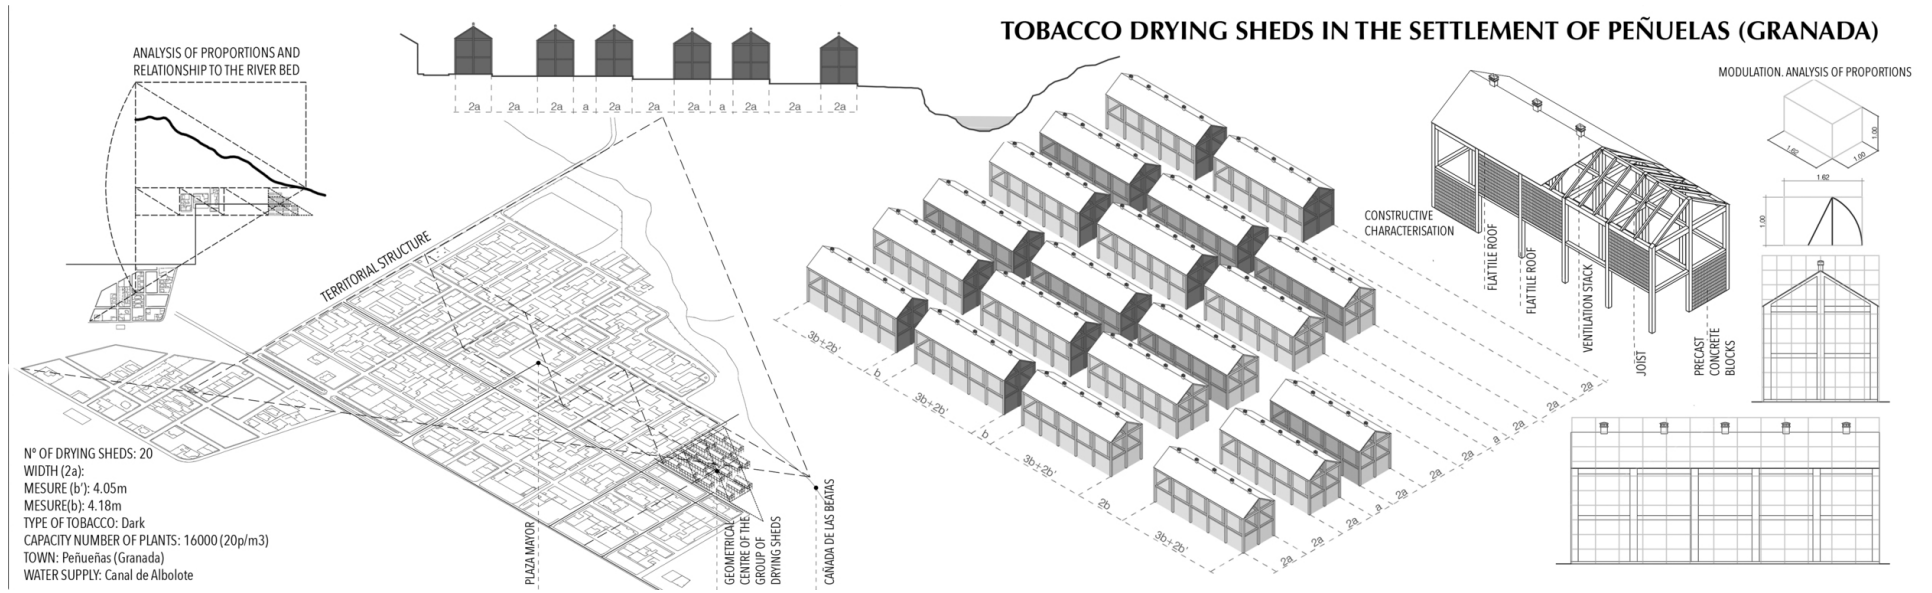 TOBACCO DRYING SHEDS IN THE SETTLEMENT OF PEÑUELAS (GRANADA)
ANALYSIS OF PROPORTIONS AND
RELATIONSHIP TO THE RIVER BED
2a 2a 2a a 2a 2a 2a a 2a 2a 2a
TERRITORIAL STRUCTURE
Nº OF DRYING SHEDS: 20
WIDTH (2a):
MESURE (b'): 4.05m
MESURE(b): 4.18m
TYPE OF TOBACCO: Dark
CAPACITY NUMBER OF PLANTS: 16000 (20p/m3)
TOWN: Peñueñas (Granada)
WATER SUPPLY: Canal de Albolote
PLAZA MAYOR
GEOMETRICAL
CENTRE OF THE
GROUP OF
DRYING SHEDS
CAÑADA DE LAS BEATAS
3b+2b'
b
3b+2b'
b
3b+2b'
2b
3b+2b'
2a
2a
2a
a
2a
2a
2a
a
2a
2a
2a
CONSTRUCTIVE
CHARACTERISATION
FLAT TILE ROOF
FLAT TILE ROOF
VENTILATION STACK
JOIST
PRECAST
CONCRETE
BLOCKS
MODULATION. ANALYSIS OF PROPORTIONS
1.00
1.62
1.00
1.62
1.00